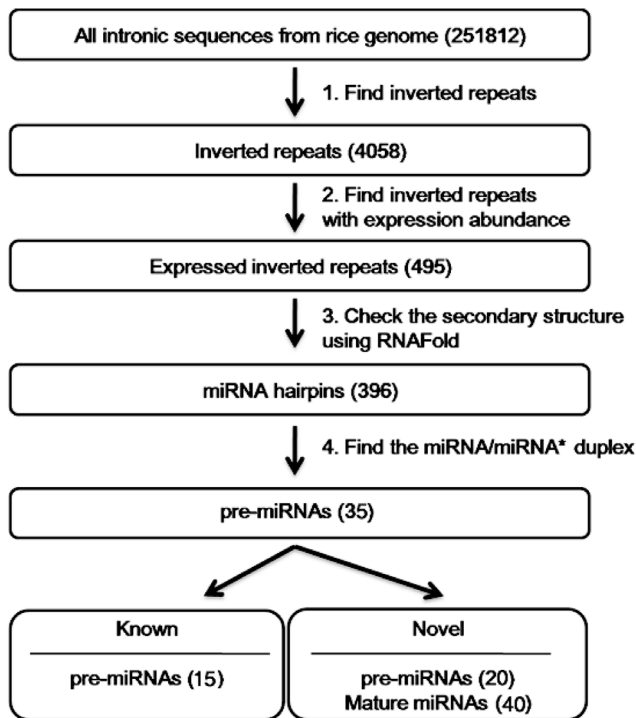 All intronic sequences from rice genome (251812)
1. Find inverted repeats
Inverted repeats (4058)
2. Find inverted repeats
with expression abundance
Expressed inverted repeats (495)
3. Check the secondary structure
using RNAFold
miRNA hairpins (396)
4. Find the miRNA/miRNA* duplex
pre-miRNAs (35)
Known
pre-miRNAs (15)
Novel
pre-miRNAs (20)
Mature miRNAs (40)